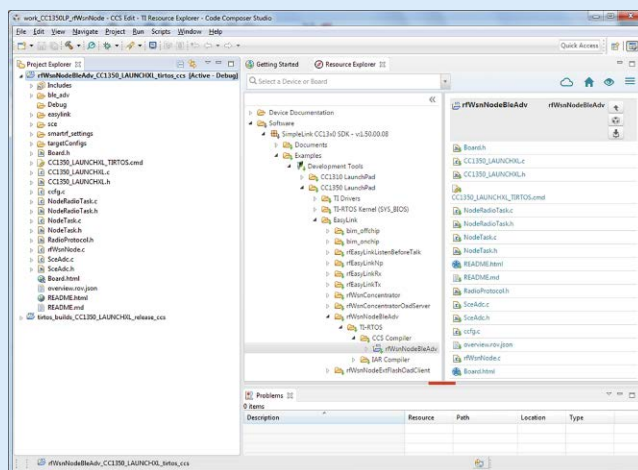 work_CC1350LP_rfWsnNode - CCS Edit - TI Resource Explorer - Code Composer Studio
File Edit View Navigate Project Run Scripts Window Help
Quick Access
Project Explorer
rfWsnNodeBleAdv_CC1350_LAUNCHXL_tirtos_ccs [Active - Debug]
Includes
ble_adv
Debug
easylink
sce
smartrf_settings
targetConfigs
Board.h
CC1350_LAUNCHXL_TIRTOS.cmd
CC1350_LAUNCHXL.c
CC1350_LAUNCHXL.h
ccfg.c
NodeRadioTask.c
NodeRadioTask.h
NodeTask.c
NodeTask.h
RadioProtocol.h
rfWsnNode.c
SceAdc.c
SceAdc.h
Board.html
overview.rov.json
README.html
README.md
tirtos_builds_CC1350_LAUNCHXL_release_ccs
Getting Started
Resource Explorer
Select a Device or Board
Device Documentation
Software
SimpleLink CC13x0 SDK - v:1.50.00.08
Documents
Examples
Development Tools
CC1310 LaunchPad
CC1350 LaunchPad
TI Drivers
TI-RTOS Kernel (SYS_BIOS)
EasyLink
bim_offchip
bim_onchip
rfEasyLinkListenBeforeTalk
rfEasyLinkNp
rfEasyLinkRx
rfEasyLinkTx
rfWsnConcentrator
rfWsnConcentratorOadServer
rfWsnNodeBleAdv
TI-RTOS
CCS Compiler
rfWsnNodeBleAdv
IAR Compiler
rfWsnNodeExtFlashOadClient
rfWsnNodeBleAdv rfWsnNodeBleAdv
Board.h
CC1350_LAUNCHXL.c
CC1350_LAUNCHXL.h
CC1350_LAUNCHXL_TIRTOS.cmd
NodeRadioTask.c
NodeRadioTask.h
NodeTask.c
NodeTask.h
README.html
README.md
RadioProtocol.h
SceAdc.c
SceAdc.h
ccfg.c
overview.rov.json
rfWsnNode.c
Board.html
Problems
0 items
Description Resource Path Location Type
rfWsnNodeBleAdv_CC1350_LAUNCHXL_tirtos_ccs